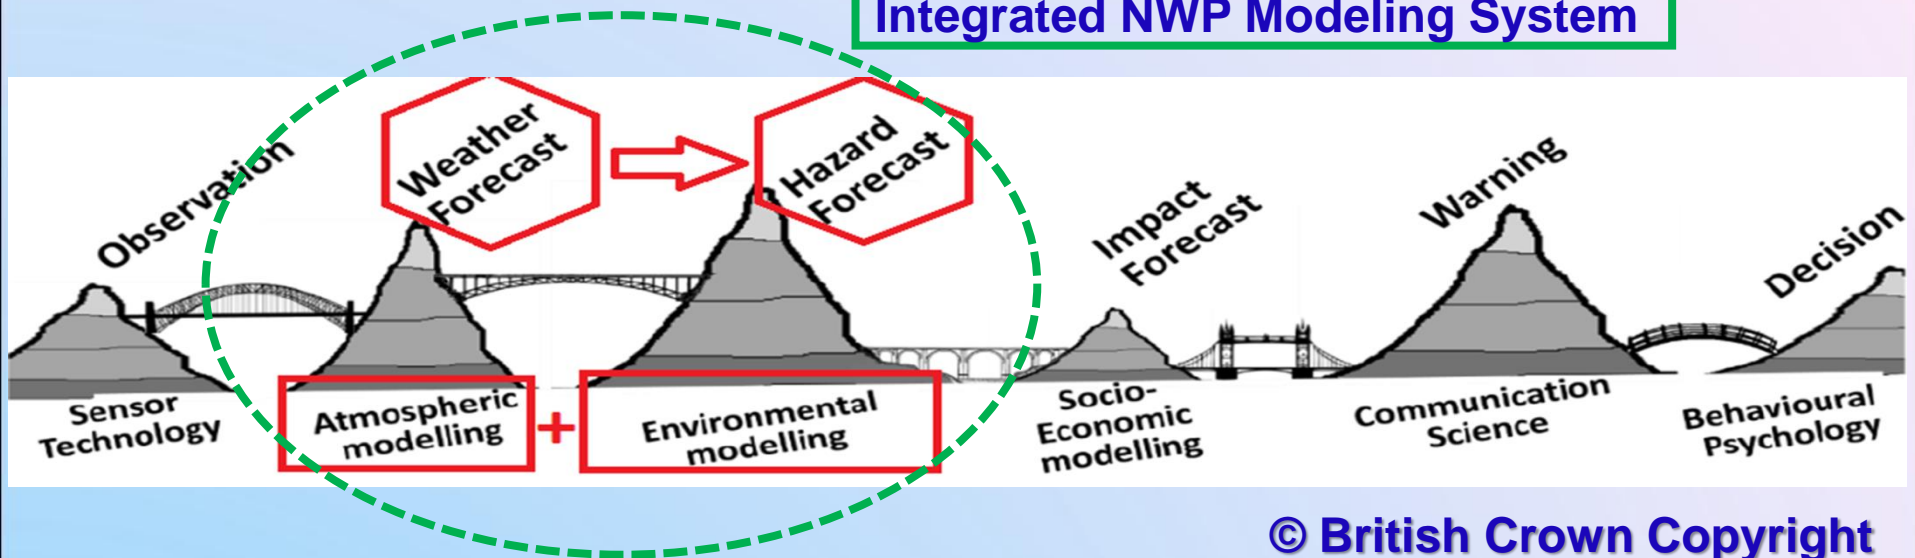 Integrated NWP Modeling System
Observation
Weather
Forecast
Hazard
Forecast
Impact
Forecast
Warning
Decision
Sensor
Technology
Atmospheric
modelling
+
Environmental
modelling
Socio-
Economic
modelling
Communication
Science
Behavioural
Psychology
© British Crown Copyright